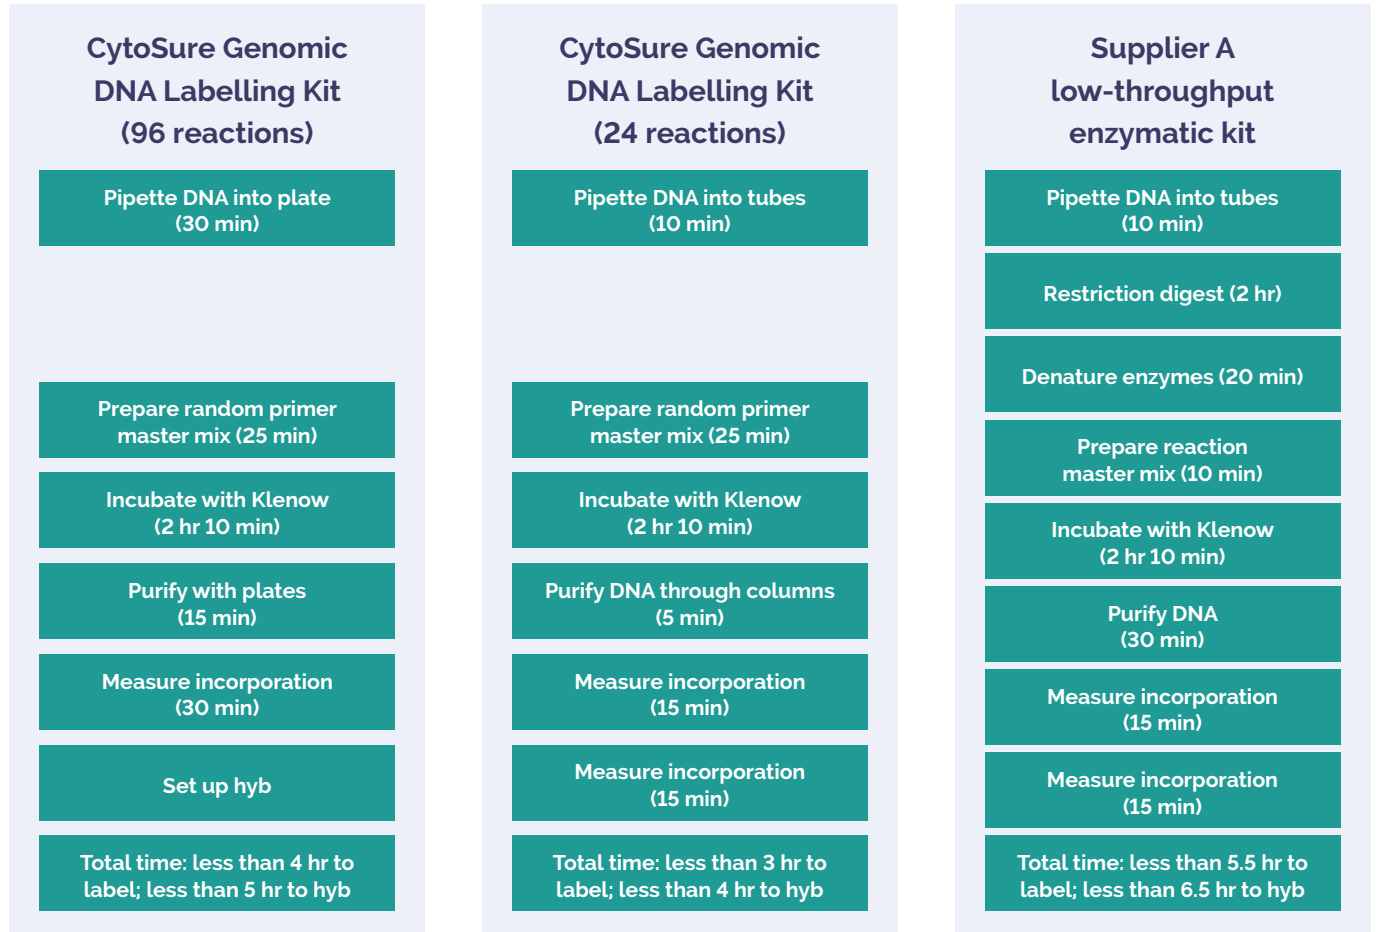 CytoSure Genomic
DNA Labelling Kit
(96 reactions)
Pipette DNA into plate
(30 min)
Prepare random primer
master mix (25 min)
Incubate with Klenow
(2 hr 10 min)
Purify with plates
(15 min)
Measure incorporation
(30 min)
Set up hyb
Total time: less than 4 hr to
label; less than 5 hr to hyb
CytoSure Genomic
DNA Labelling Kit
(24 reactions)
Pipette DNA into tubes
(10 min)
Prepare random primer
master mix (25 min)
Incubate with Klenow
(2 hr 10 min)
Purify DNA through columns
(5 min)
Measure incorporation
(15 min)
Measure incorporation
(15 min)
Total time: less than 3 hr to
label; less than 4 hr to hyb
Supplier A
low-throughput
enzymatic kit
Pipette DNA into tubes
(10 min)
Restriction digest (2 hr)
Denature enzymes (20 min)
Prepare reaction
master mix (10 min)
Incubate with Klenow
(2 hr 10 min)
Purify DNA
(30 min)
Measure incorporation
(15 min)
Measure incorporation
(15 min)
Total time: less than 5.5 hr to
label; less than 6.5 hr to hyb